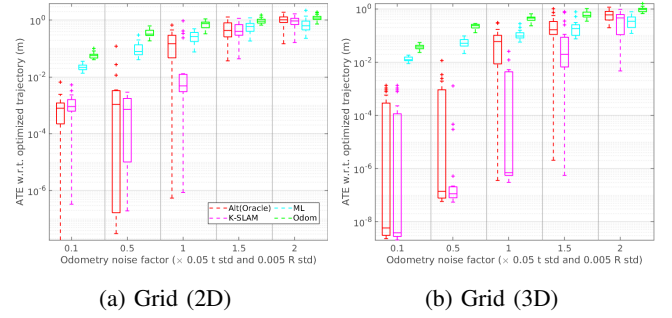 ATE w.r.t. optimized trajectory (m)
10^0
10^-2
10^-4
10^-6
Alt(Oracle)
K-SLAM
ML
Odom
0.1 0.5 1 1.5 2
Odometry noise factor (× 0.05 t std and 0.005 R std)
(a) Grid (2D)
ATE w.r.t. optimized trajectory (m)
10^0
10^-2
10^-4
10^-6
10^-8
0.1 0.5 1 1.5 2
Odometry noise factor (× 0.05 t std and 0.005 R std)
(b) Grid (3D)